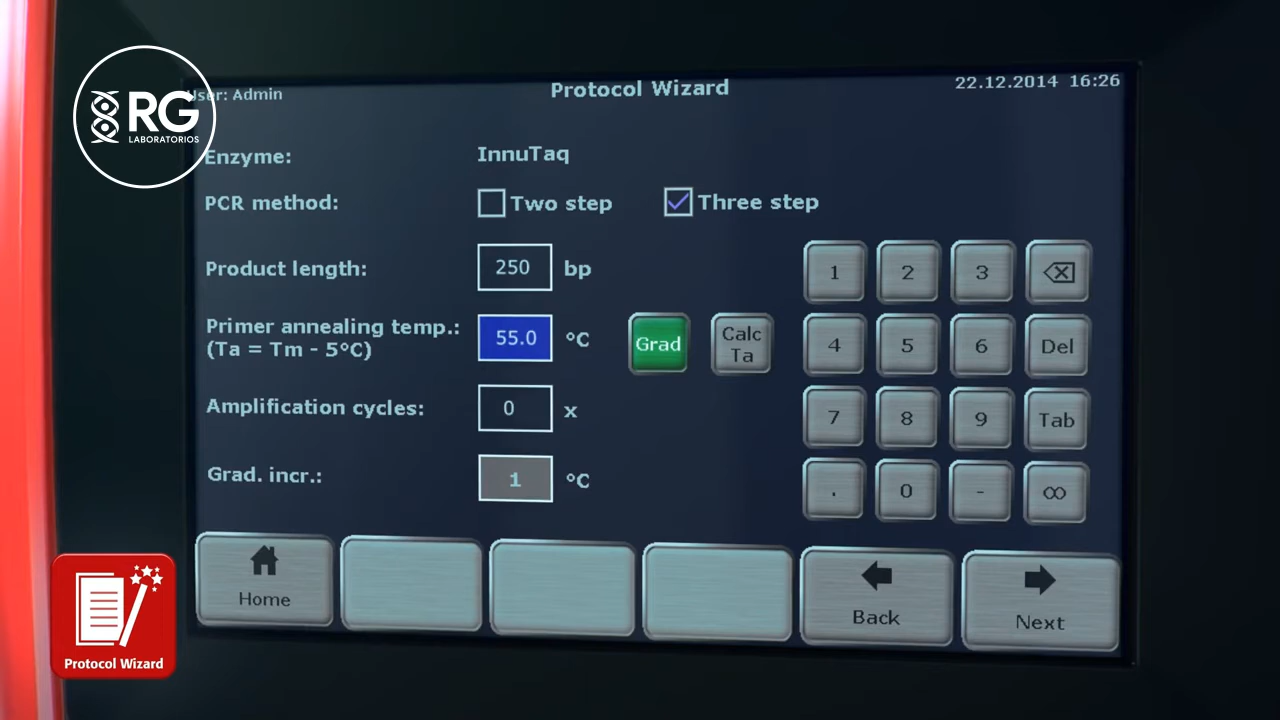 RG
LABORATORIOS
User: Admin
Protocol Wizard
22.12.2014 16:26
Enzyme:
InnuTaq
PCR method:
Two step
Three step
Product length:
250 bp
Primer annealing temp.:
(Ta = Tm - 5°C)
55.0 °C
Grad
Calc
Ta
Amplification cycles:
0 x
Grad. incr.:
1 °C
1 2 3
4 5 6 Del
7 8 9 Tab
. 0 - ∞
Home
Back
Next
Protocol Wizard